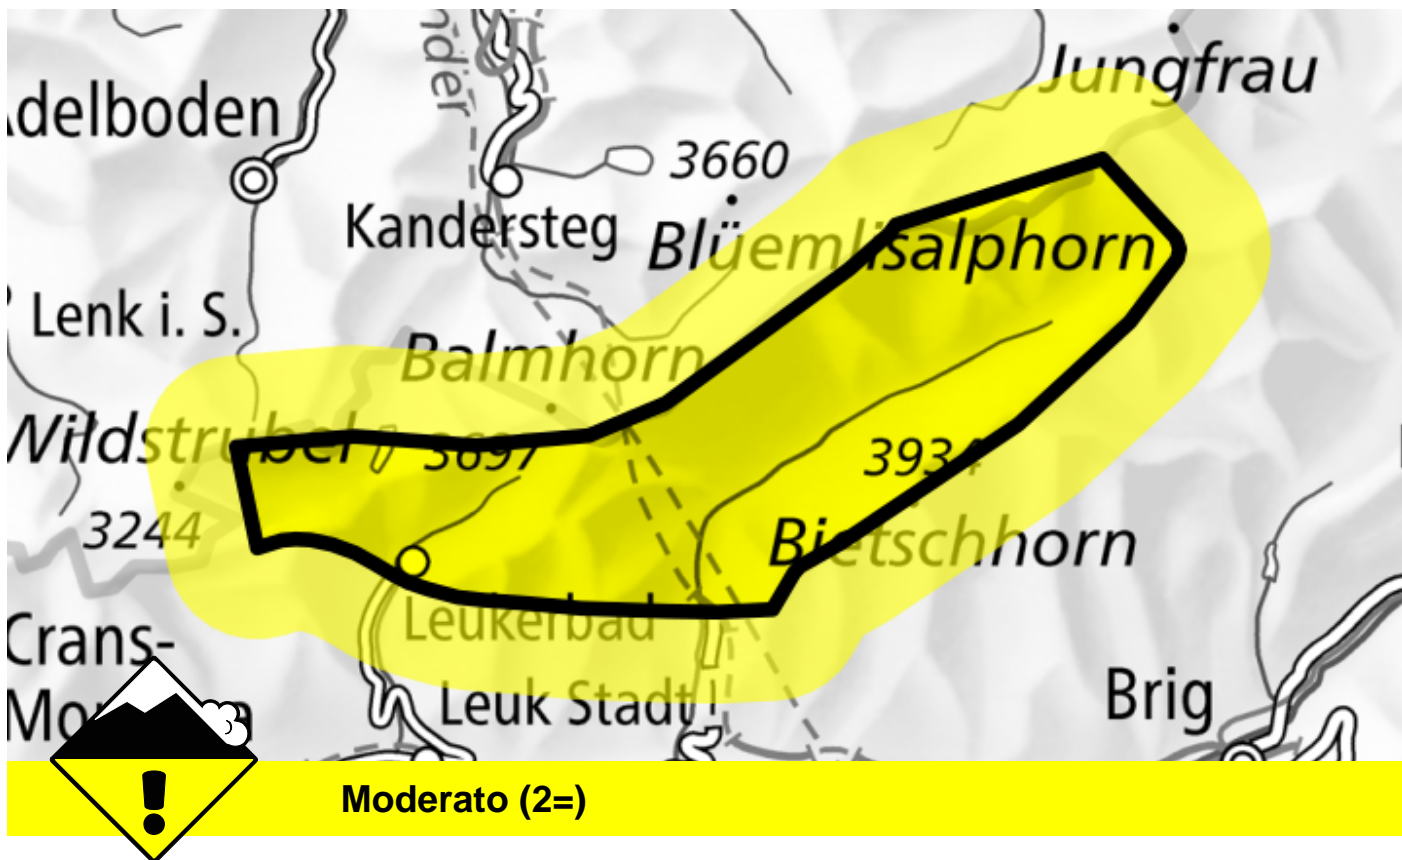 Jungfrau
delboden
nder
3660
Kandersteg
Blüemlisalphorn
Lenk i. S.
Balmhorn
Wildstrubel
3697
3934
3244
Bietschhorn
Leukerbad
Crans-
Leuk Stadt
Brig
Moderato (2=)